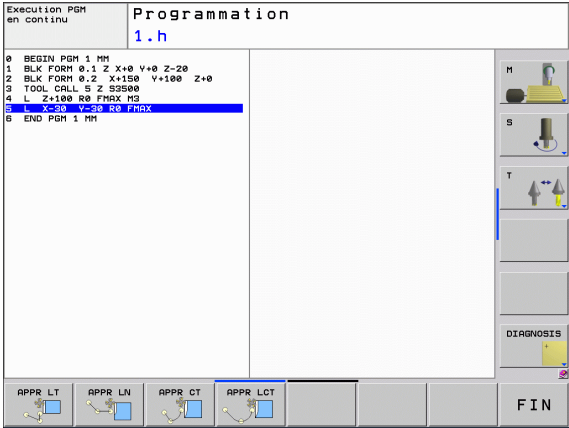 Execution PGM
en continu
Programmation
1.h
0 BEGIN PGM 1 MM
1 BLK FORM 0.1 Z X+0 Y+0 Z-20
2 BLK FORM 0.2 X+150 Y+100 Z+0
3 TOOL CALL 5 Z S3500
4 L Z+100 R0 FMAX M3
5 L X-30 Y-30 R0 FMAX
6 END PGM 1 MM
M
S
T
DIAGNOSIS
APPR LT
APPR LN
APPR CT
APPR LCT
FIN